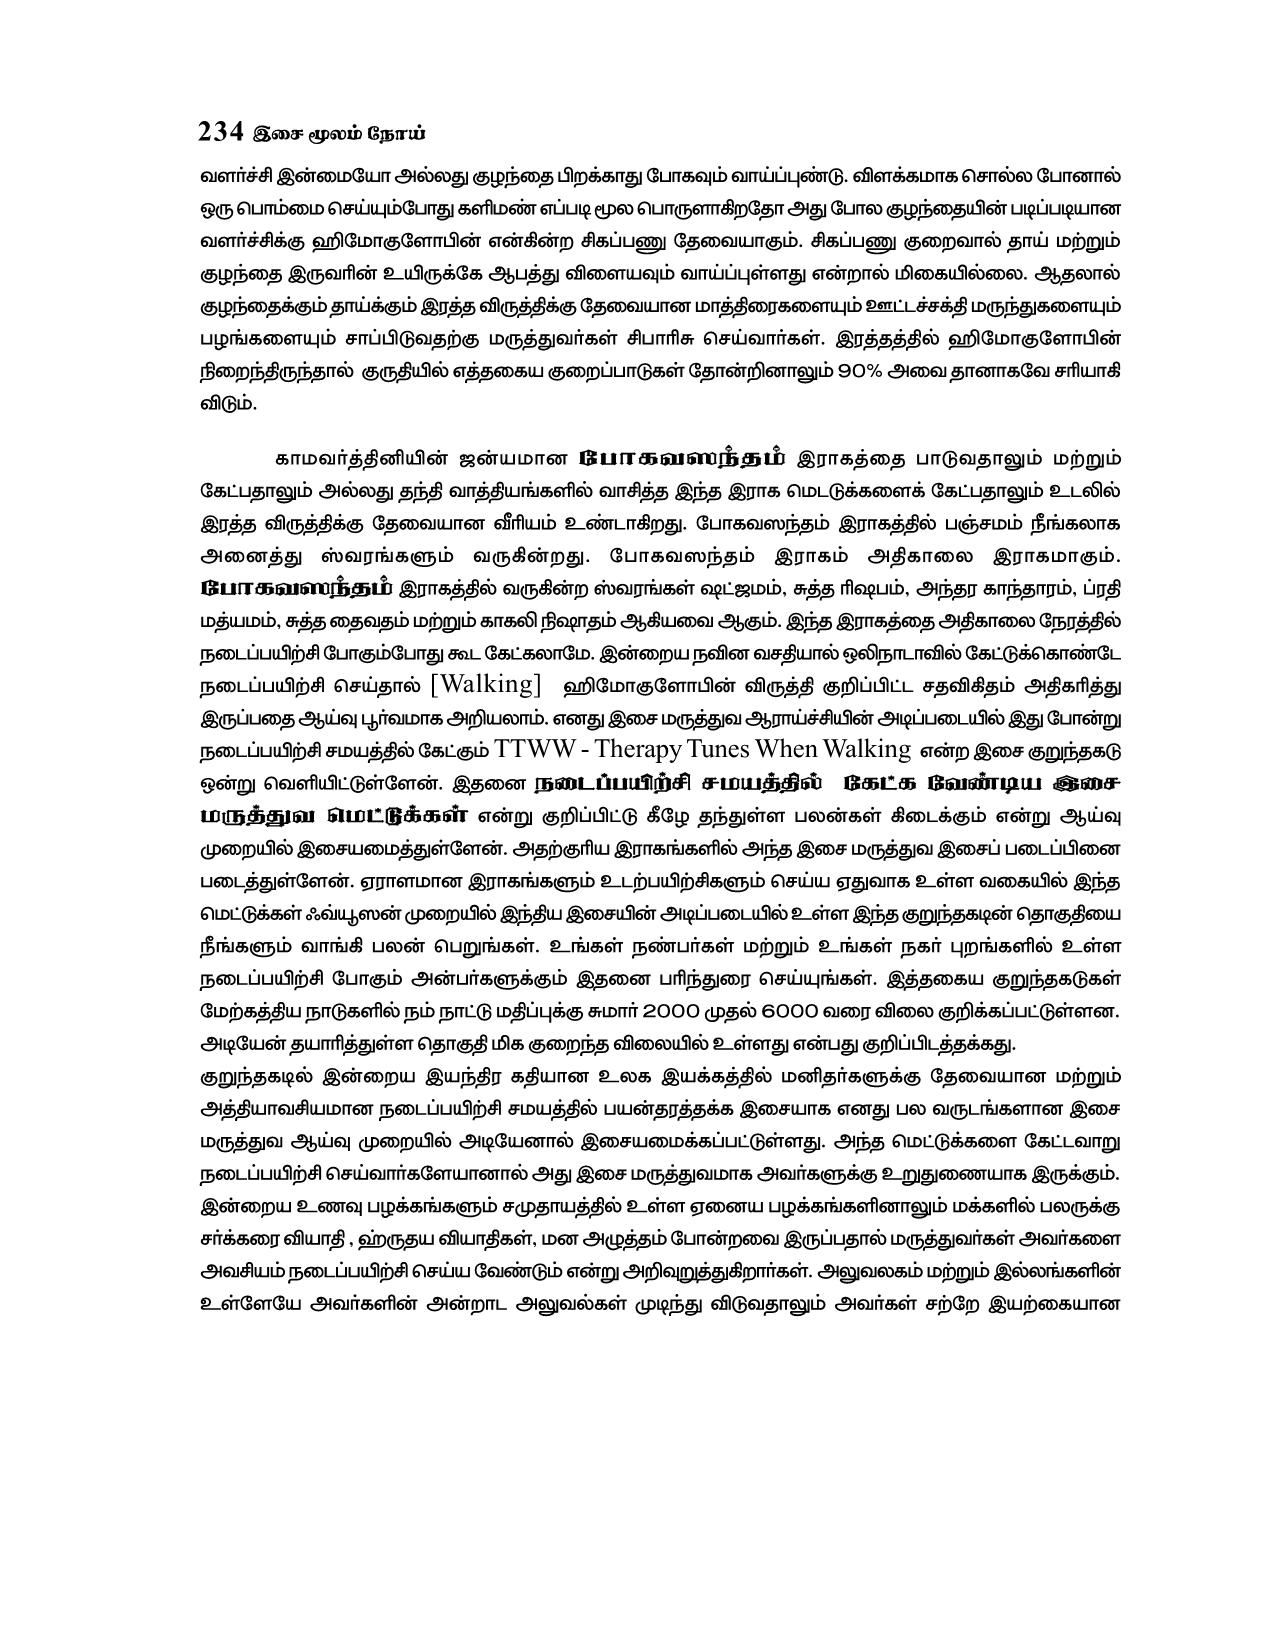 234 இசை மூலம் நோய்
வளர்ச்சி இன்மையோ அல்லது குழந்தை பிறக்காது போகவும் வாய்ப்புண்டு. விளக்கமாக சொல்ல போனால்
ஒரு பொம்மை செய்யும்போது களிமண் எப்படி மூல பொருளாகிறதோ அது போல குழந்தையின் படிப்படியான
வளர்ச்சிக்கு ஹிமோகுளோபின் என்கின்ற சிகப்பணு தேவையாகும். சிகப்பணு குறைவால் தாய் மற்றும்
குழந்தை இருவரின் உயிருக்கே ஆபத்து விளையவும் வாய்ப்புள்ளது என்றால் மிகையில்லை. ஆதலால்
குழந்தைக்கும் தாய்க்கும் இரத்த விருத்திக்கு தேவையான மாத்திரைகளையும் ஊட்டச்சக்தி மருந்துகளையும்
பழங்களையும் சாப்பிடுவதற்கு மருத்துவர்கள் சிபாரிசு செய்வார்கள். இரத்தத்தில் ஹிமோகுளோபின்
நிறைந்திருந்தால் குருதியில் எத்தகைய குறைப்பாடுகள் தோன்றினாலும் 90% அவை தானாகவே சரியாகி
விடும்.
காமவர்த்தினியின் ஜன்யமான போகவஸந்தம் இராகத்தை பாடுவதாலும் மற்றும்
கேட்பதாலும் அல்லது தந்தி வாத்தியங்களில் வாசித்த இந்த இராக மெடடுக்களைக் கேட்பதாலும் உடலில்
இரத்த விருத்திக்கு தேவையான வீரியம் உண்டாகிறது. போகவஸந்தம் இராகத்தில் பஞ்சமம் நீங்கலாக
அனைத்து ஸ்வரங்களும் வருகின்றது. போகவஸந்தம் இராகம் அதிகாலை இராகமாகும்.
போகவஸந்தம் இராகத்தில் வருகின்ற ஸ்வரங்கள் ஷட்ஜமம், சுத்த ரிஷபம், அந்தர காந்தாரம், ப்ரதி
மத்யமம், சுத்த தைவதம் மற்றும் காகலி நிஷாதம் ஆகியவை ஆகும். இந்த இராகத்தை அதிகாலை நேரத்தில்
நடைப்பயிற்சி போகும்போது கூட கேட்கலாமே. இன்றைய நவின வசதியால் ஒலிநாடாவில் கேட்டுக்கொண்டே
நடைப்பயிற்சி செய்தால் [Walking] ஹிமோகுளோபின் விருத்தி குறிப்பிட்ட சதவிகிதம் அதிகரித்து
இருப்பதை ஆய்வு பூர்வமாக அறியலாம். எனது இசை மருத்துவ ஆராய்ச்சியின் அடிப்படையில் இது போன்று
நடைப்பயிற்சி சமயத்தில் கேட்கும் TTWW - Therapy Tunes When Walking என்ற இசை குறுந்தகடு
ஒன்று வெளியிட்டுள்ளேன். இதனை நடைப்பயிற்சி சமயத்தில் கேட்க வேண்டிய இசை
மருத்துவ மெட்டுக்கள் என்று குறிப்பிட்டு கீழே தந்துள்ள பலன்கள் கிடைக்கும் என்று ஆய்வு
முறையில் இசையமைத்துள்ளேன். அதற்குரிய இராகங்களில் அந்த இசை மருத்துவ இசைப் படைப்பினை
படைத்துள்ளேன். ஏராளமான இராகங்களும் உடற்பயிற்சிகளும் செய்ய ஏதுவாக உள்ள வகையில் இந்த
மெட்டுக்கள் ஃவ்யூஸன் முறையில் இந்திய இசையின் அடிப்படையில் உள்ள இந்த குறுந்தகடின் தொகுதியை
நீங்களும் வாங்கி பலன் பெறுங்கள். உங்கள் நண்பர்கள் மற்றும் உங்கள் நகர் புறங்களில் உள்ள
நடைப்பயிற்சி போகும் அன்பர்களுக்கும் இதனை பரிந்துரை செய்யுங்கள். இத்தகைய குறுந்தகடுகள்
மேற்கத்திய நாடுகளில் நம் நாட்டு மதிப்புக்கு சுமார் 2000 முதல் 6000 வரை விலை குறிக்கப்பட்டுள்ளன.
அடியேன் தயாரித்துள்ள தொகுதி மிக குறைந்த விலையில் உள்ளது என்பது குறிப்பிடத்தக்கது.
குறுந்தகடில் இன்றைய இயந்திர கதியான உலக இயக்கத்தில் மனிதர்களுக்கு தேவையான மற்றும்
அத்தியாவசியமான நடைப்பயிற்சி சமயத்தில் பயன்தரத்தக்க இசையாக எனது பல வருடங்களான இசை
மருத்துவ ஆய்வு முறையில் அடியேனால் இசையமைக்கப்பட்டுள்ளது. அந்த மெட்டுக்களை கேட்டவாறு
நடைப்பயிற்சி செய்வார்களேயானால் அது இசை மருத்துவமாக அவர்களுக்கு உறுதுணையாக இருக்கும்.
இன்றைய உணவு பழக்கங்களும் சமுதாயத்தில் உள்ள ஏனைய பழக்கங்களினாலும் மக்களில் பலருக்கு
சர்க்கரை வியாதி , ஹ்ருதய வியாதிகள், மன அழுத்தம் போன்றவை இருப்பதால் மருத்துவர்கள் அவர்களை
அவசியம் நடைப்பயிற்சி செய்ய வேண்டும் என்று அறிவுறுத்துகிறார்கள். அலுவலகம் மற்றும் இல்லங்களின்
உள்ளேயே அவர்களின் அன்றாட அலுவல்கள் முடிந்து விடுவதாலும் அவர்கள் சற்றே இயற்கையான